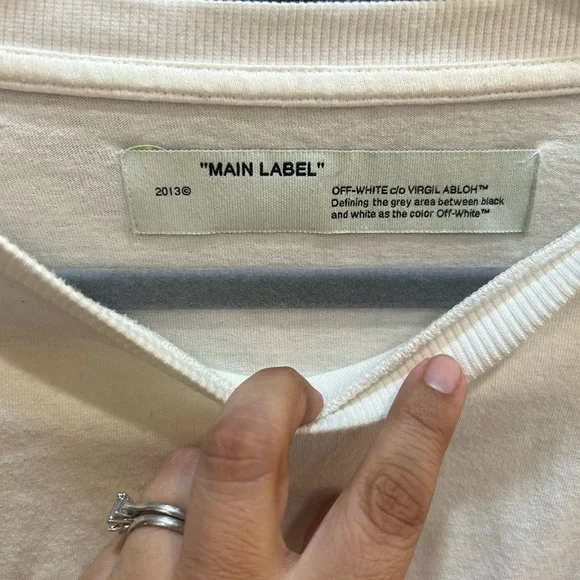 "MAIN LABEL"
2013©
OFF-WHITE c/o VIRGIL ABLOH™
Defining the grey area between black
and white as the color Off-White™